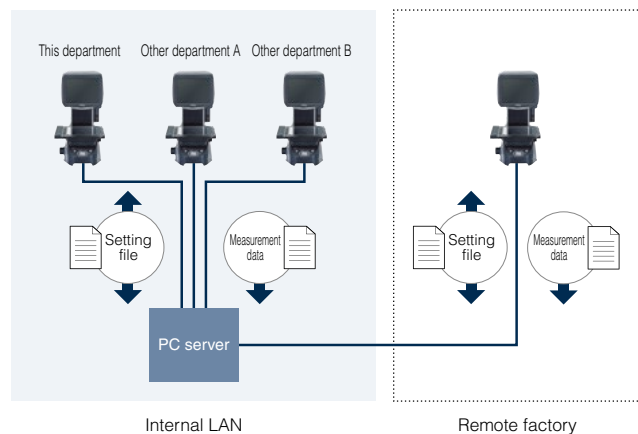 This department
Other department A
Other department B
Setting
file
Measurement
data
Setting
file
Measurement
data
PC server
Internal LAN
Remote factory